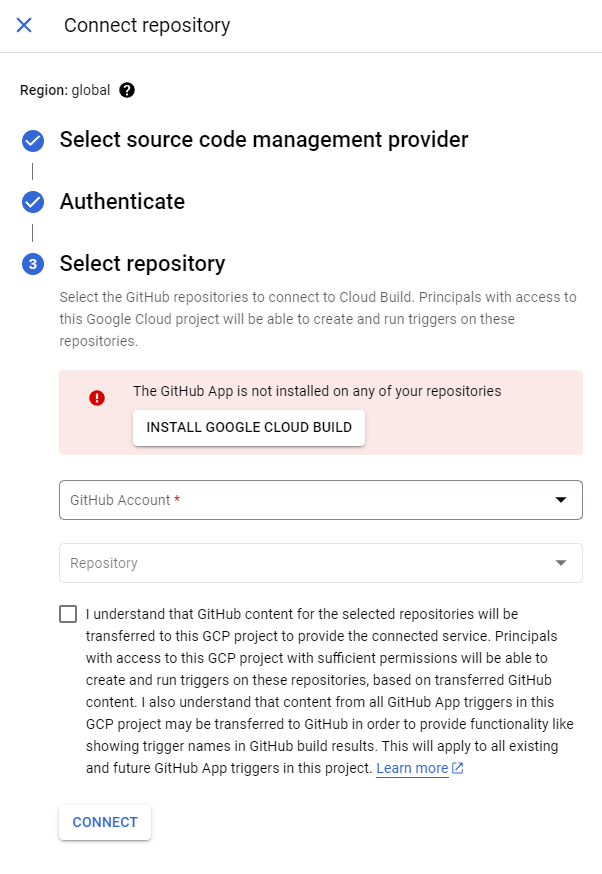 Connect repository
Region: global
Select source code management provider
Authenticate
3 Select repository
Select the GitHub repositories to connect to Cloud Build. Principals with access to
this Google Cloud project will be able to create and run triggers on these
repositories.
The GitHub App is not installed on any of your repositories
INSTALL GOOGLE CLOUD BUILD
GitHub Account *
Repository
I understand that GitHub content for the selected repositories will be
transferred to this GCP project to provide the connected service. Principals
with access to this GCP project with sufficient permissions will be able to
create and run triggers on these repositories, based on transferred GitHub
content. I also understand that content from all GitHub App triggers in this
GCP project may be transferred to GitHub in order to provide functionality like
showing trigger names in GitHub build results. This will apply to all existing
and future GitHub App triggers in this project. Learn more
CONNECT